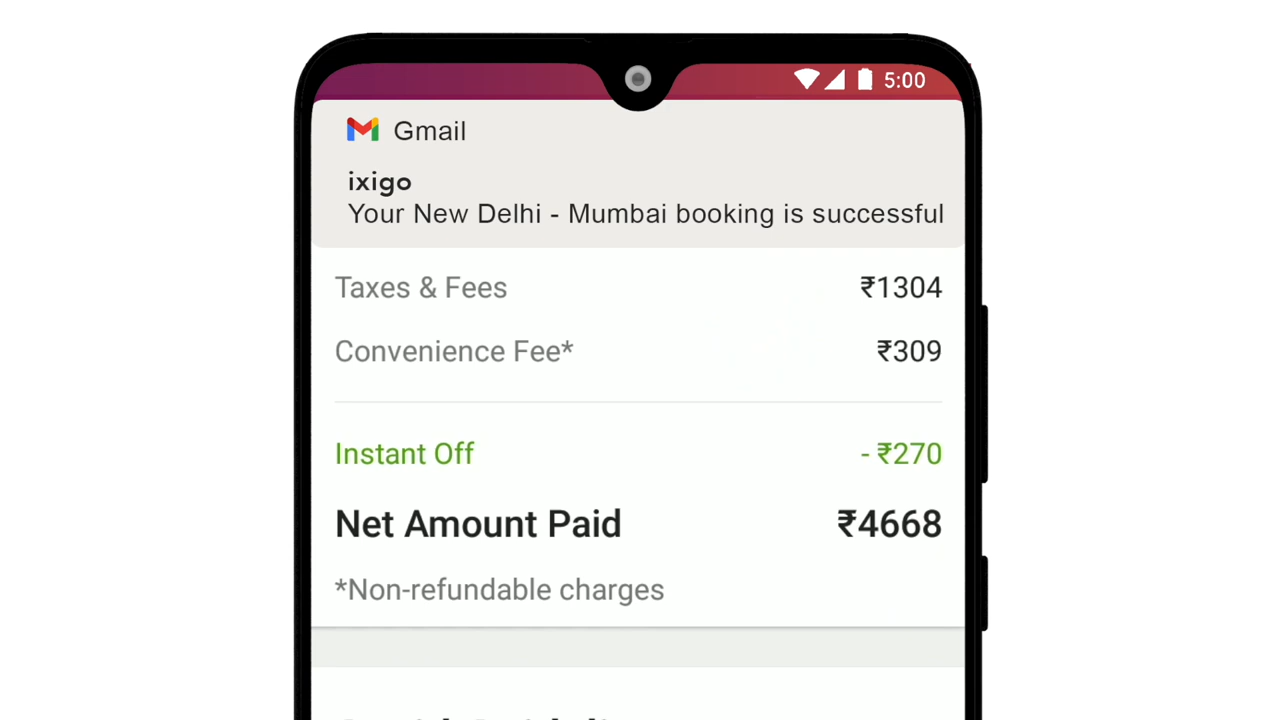 5:00
Gmail
ixigo
Your New Delhi - Mumbai booking is successful
Taxes & Fees ₹1304
Convenience Fee* ₹309
Instant Off - ₹270
Net Amount Paid ₹4668
*Non-refundable charges